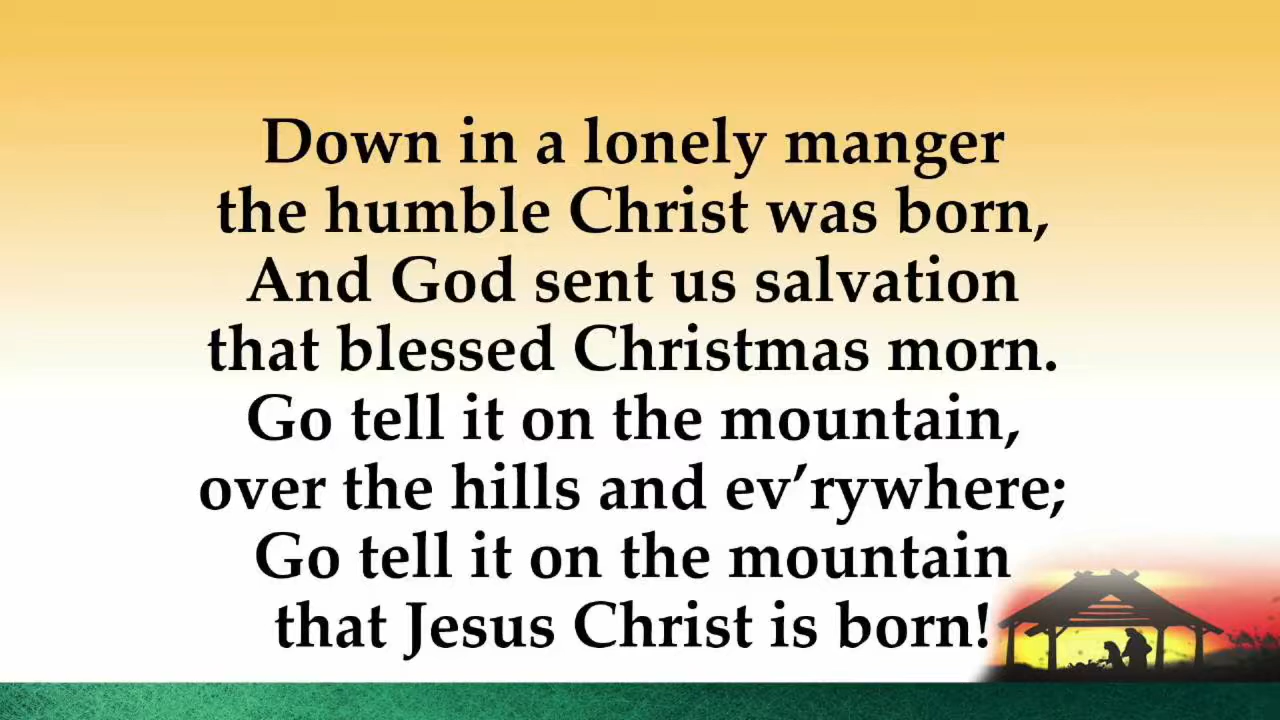 Down in a lonely manger
the humble Christ was born,
And God sent us salvation
that blessed Christmas morn.
Go tell it on the mountain,
over the hills and ev’rywhere;
Go tell it on the mountain
that Jesus Christ is born!